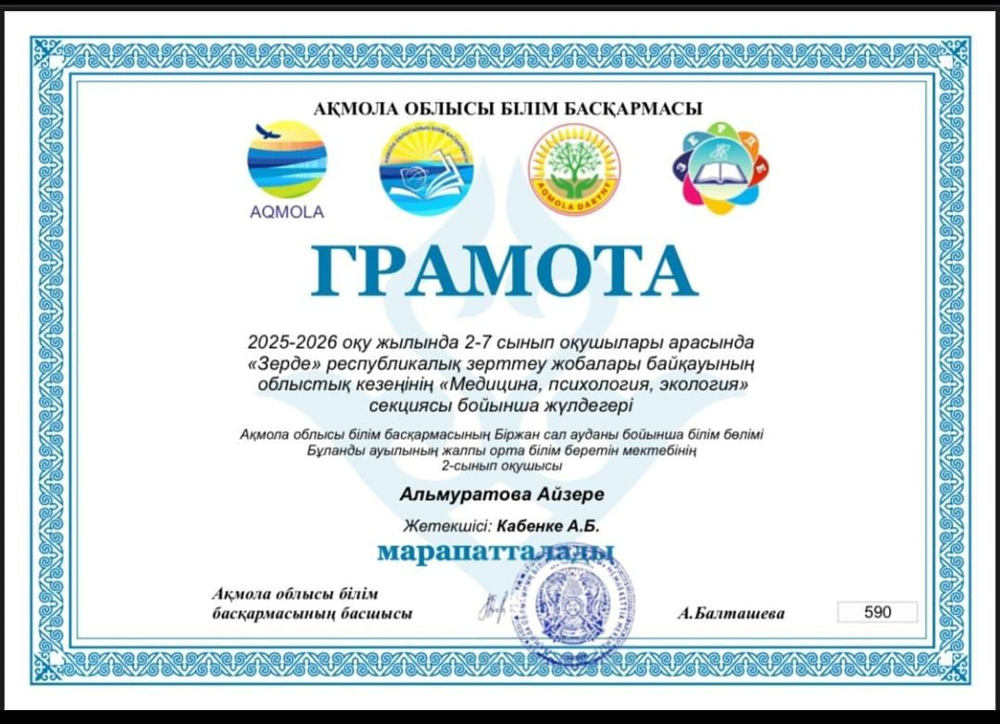 АҚМОЛА ОБЛЫСЫ БІЛІМ БАСҚАРМАСЫ
AQMOLA
AQMOLA DARYNY
ЗЕРДЕ
ГРАМОТА
2025-2026 оқу жылында 2-7 сынып оқушылары арасында
«Зерде» республикалық зерттеу жобалары байқауының
облыстық кезеңінің «Медицина, психология, экология»
секциясы бойынша жүлдегері
Ақмола облысы білім басқармасының Біржан сал ауданы бойынша білім бөлімі
Бұланды ауылының жалпы орта білім беретін мектебінің
2-сынып оқушысы
Альмуратова Айзере
Жетекшісі: Кабенке А.Б.
марапатталады
Ақмола облысы білім
басқармасының басшысы
А.Балташева
590